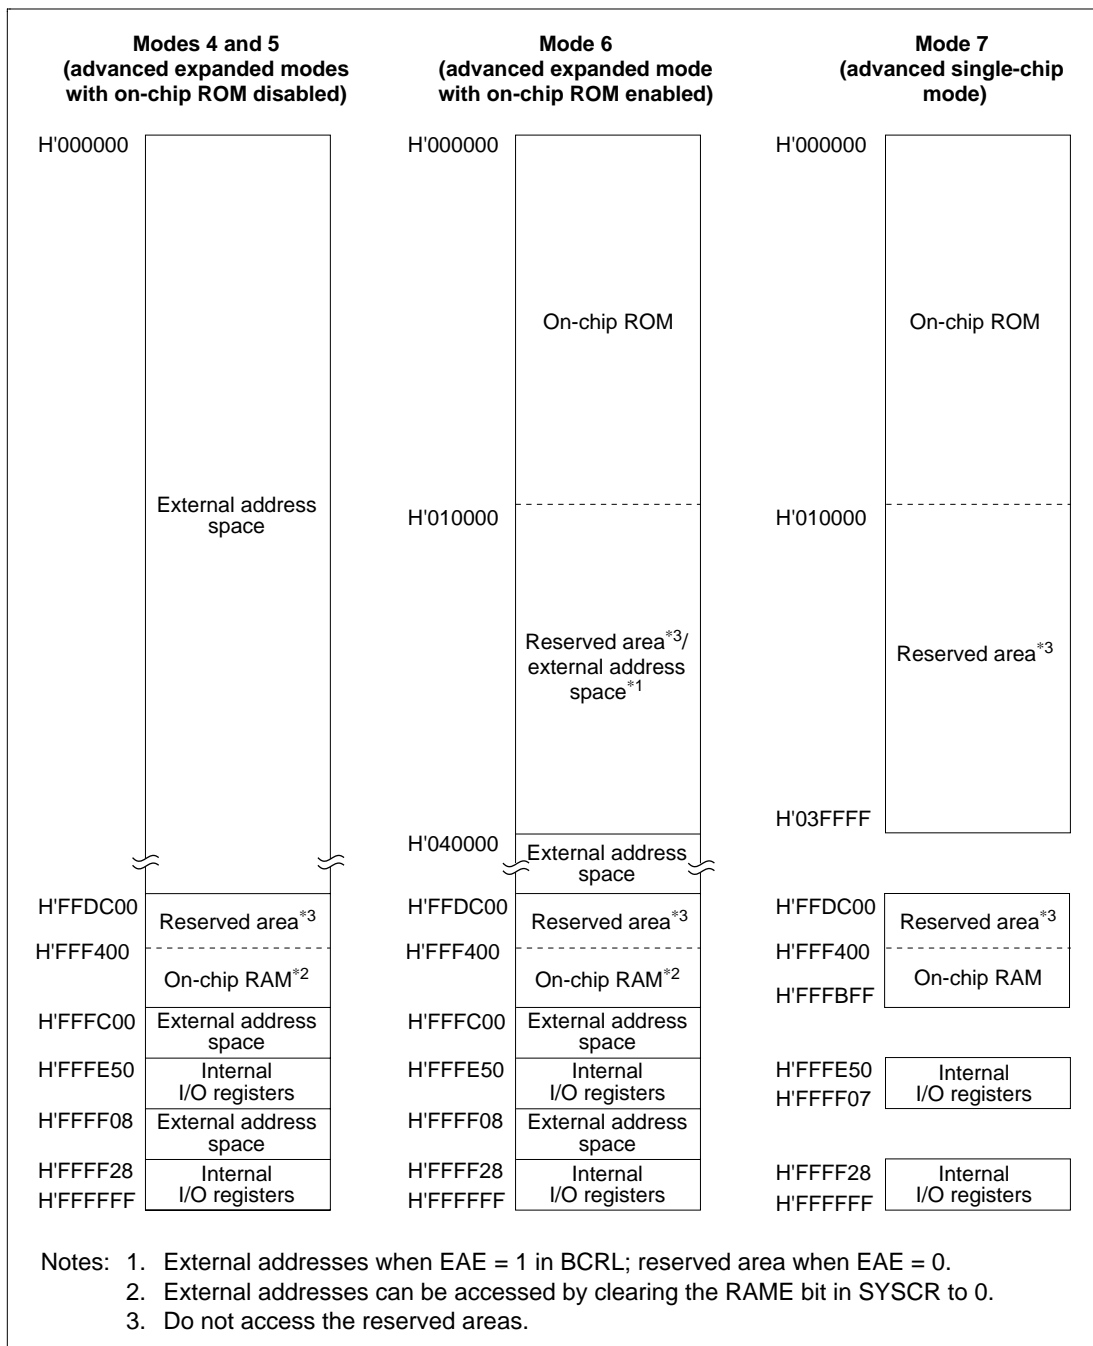 Modes 4 and 5
(advanced expanded modes
with on-chip ROM disabled)
H'000000
External address
space
H'FFDC00
Reserved area*3
H'FFF400
On-chip RAM*2
H'FFFC00
External address
space
H'FFFE50
Internal
I/O registers
H'FFFF08
External address
space
H'FFFF28
Internal
I/O registers
H'FFFFFF
Mode 6
(advanced expanded mode
with on-chip ROM enabled)
H'000000
On-chip ROM
H'010000
Reserved area*3/
external address
space*1
H'040000
External address
space
H'FFDC00
Reserved area*3
H'FFF400
On-chip RAM*2
H'FFFC00
External address
space
H'FFFE50
Internal
I/O registers
H'FFFF08
External address
space
H'FFFF28
Internal
I/O registers
H'FFFFFF
Mode 7
(advanced single-chip
mode)
H'000000
On-chip ROM
H'010000
Reserved area*3
H'03FFFF
H'FFDC00
Reserved area*3
H'FFF400
On-chip RAM
H'FFFBFF
H'FFFE50
Internal
I/O registers
H'FFFF07
H'FFFF28
Internal
I/O registers
H'FFFFFF
Notes: 1. External addresses when EAE = 1 in BCRL; reserved area when EAE = 0.
2. External addresses can be accessed by clearing the RAME bit in SYSCR to 0.
3. Do not access the reserved areas.